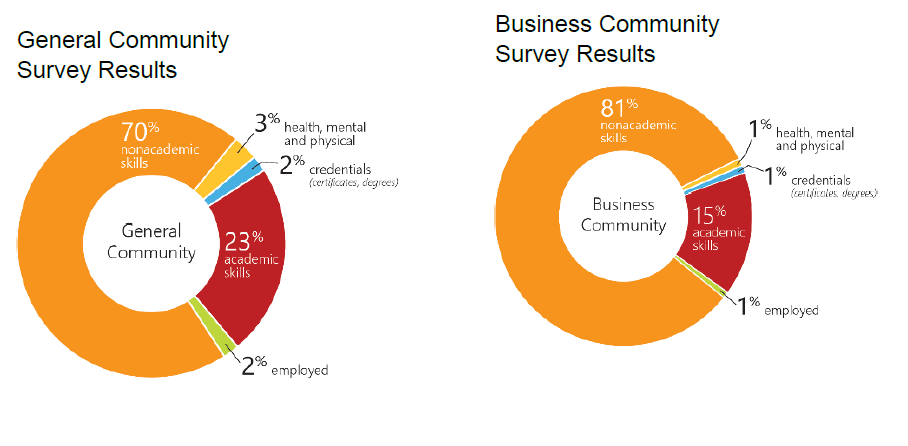 General Community
Survey Results
70%
nonacademic
skills
3% health, mental
and physical
2% credentials
(certificates, degrees)
General
Community
23%
academic
skills
2% employed
Business Community
Survey Results
81%
nonacademic
skills
1% health, mental
and physical
1% credentials
(certificates, degrees)
Business
Community
15%
academic
skills
1% employed